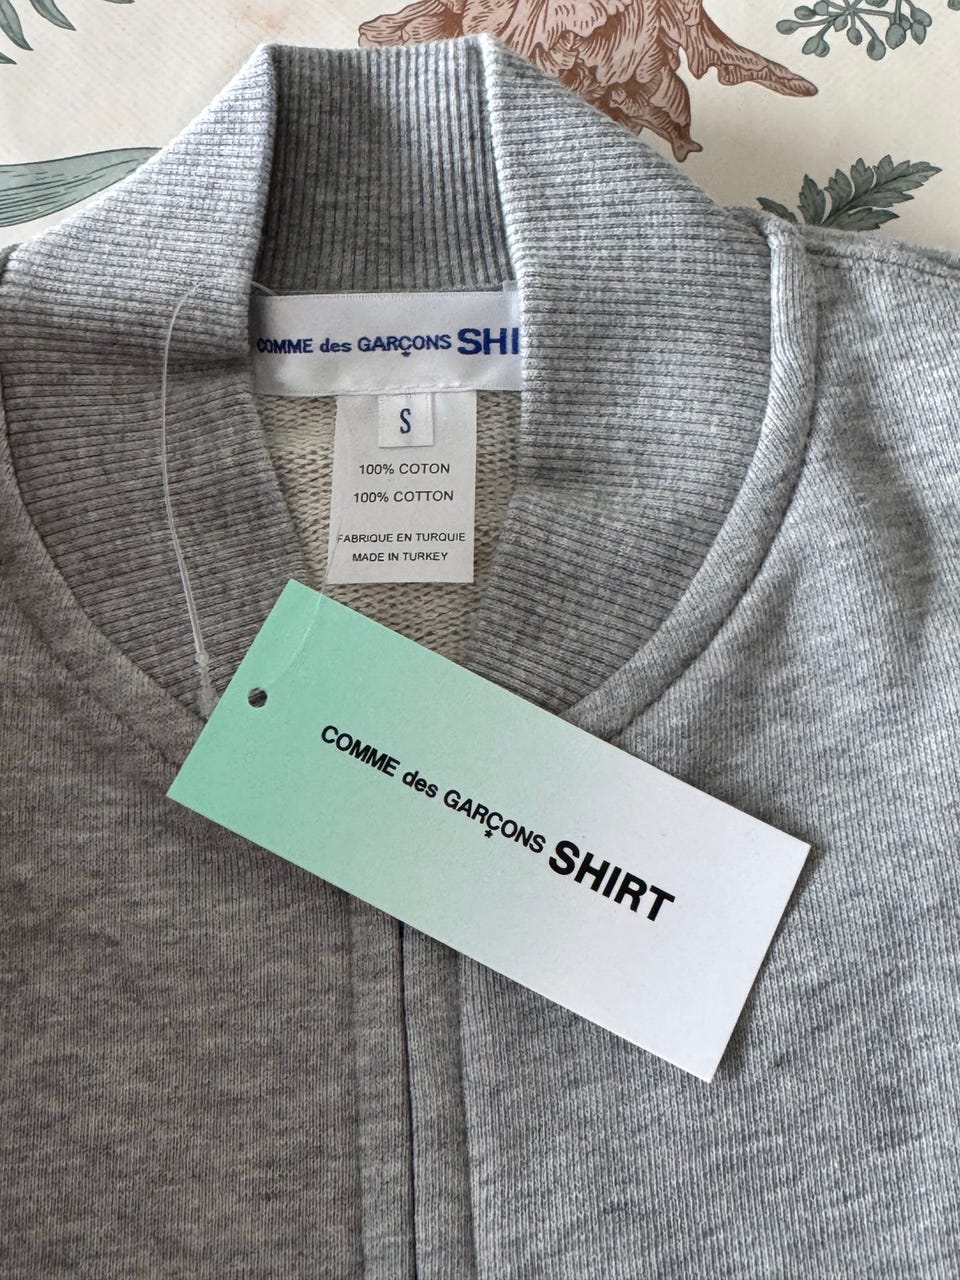 COMME des GARÇONS SHI
S
100% COTON
100% COTTON
FABRIQUE EN TURQUIE
MADE IN TURKEY
COMME des GARÇONS SHIRT